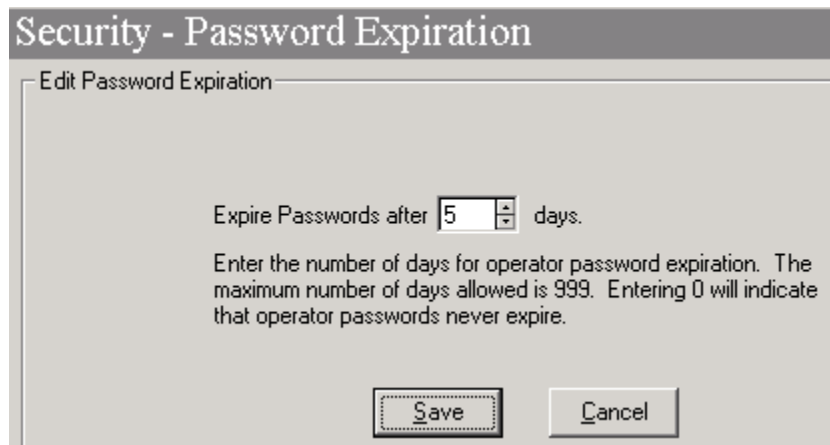 Security - Password Expiration
Edit Password Expiration
Expire Passwords after 5 days.
Enter the number of days for operator password expiration. The
maximum number of days allowed is 999. Entering 0 will indicate
that operator passwords never expire.
Save Cancel